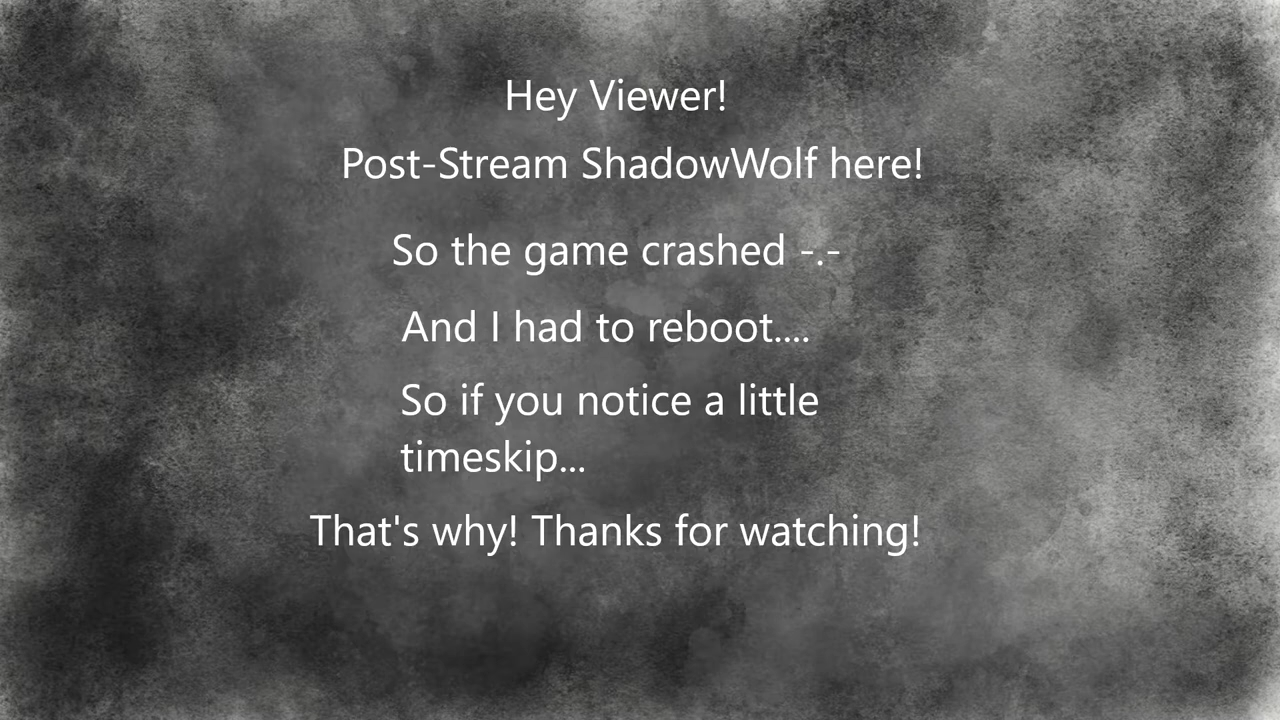 Hey Viewer!
Post-Stream ShadowWolf here!
So the game crashed -.-
And I had to reboot....
So if you notice a little
timeskip...
That's why! Thanks for watching!